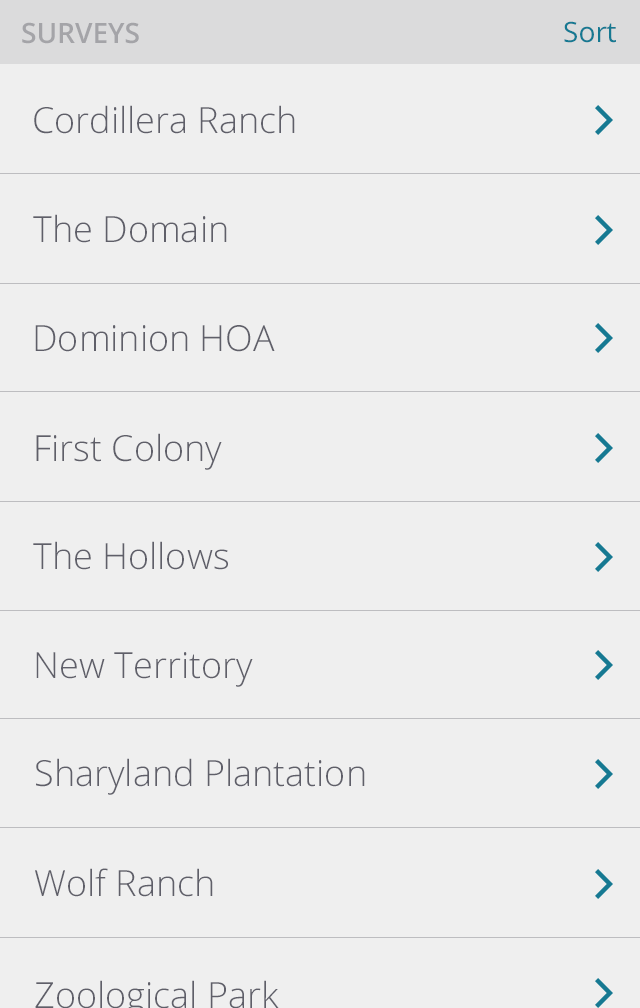 SURVEYS Sort
Cordillera Ranch
The Domain
Dominion HOA
First Colony
The Hollows
New Territory
Sharyland Plantation
Wolf Ranch
Zoological Park